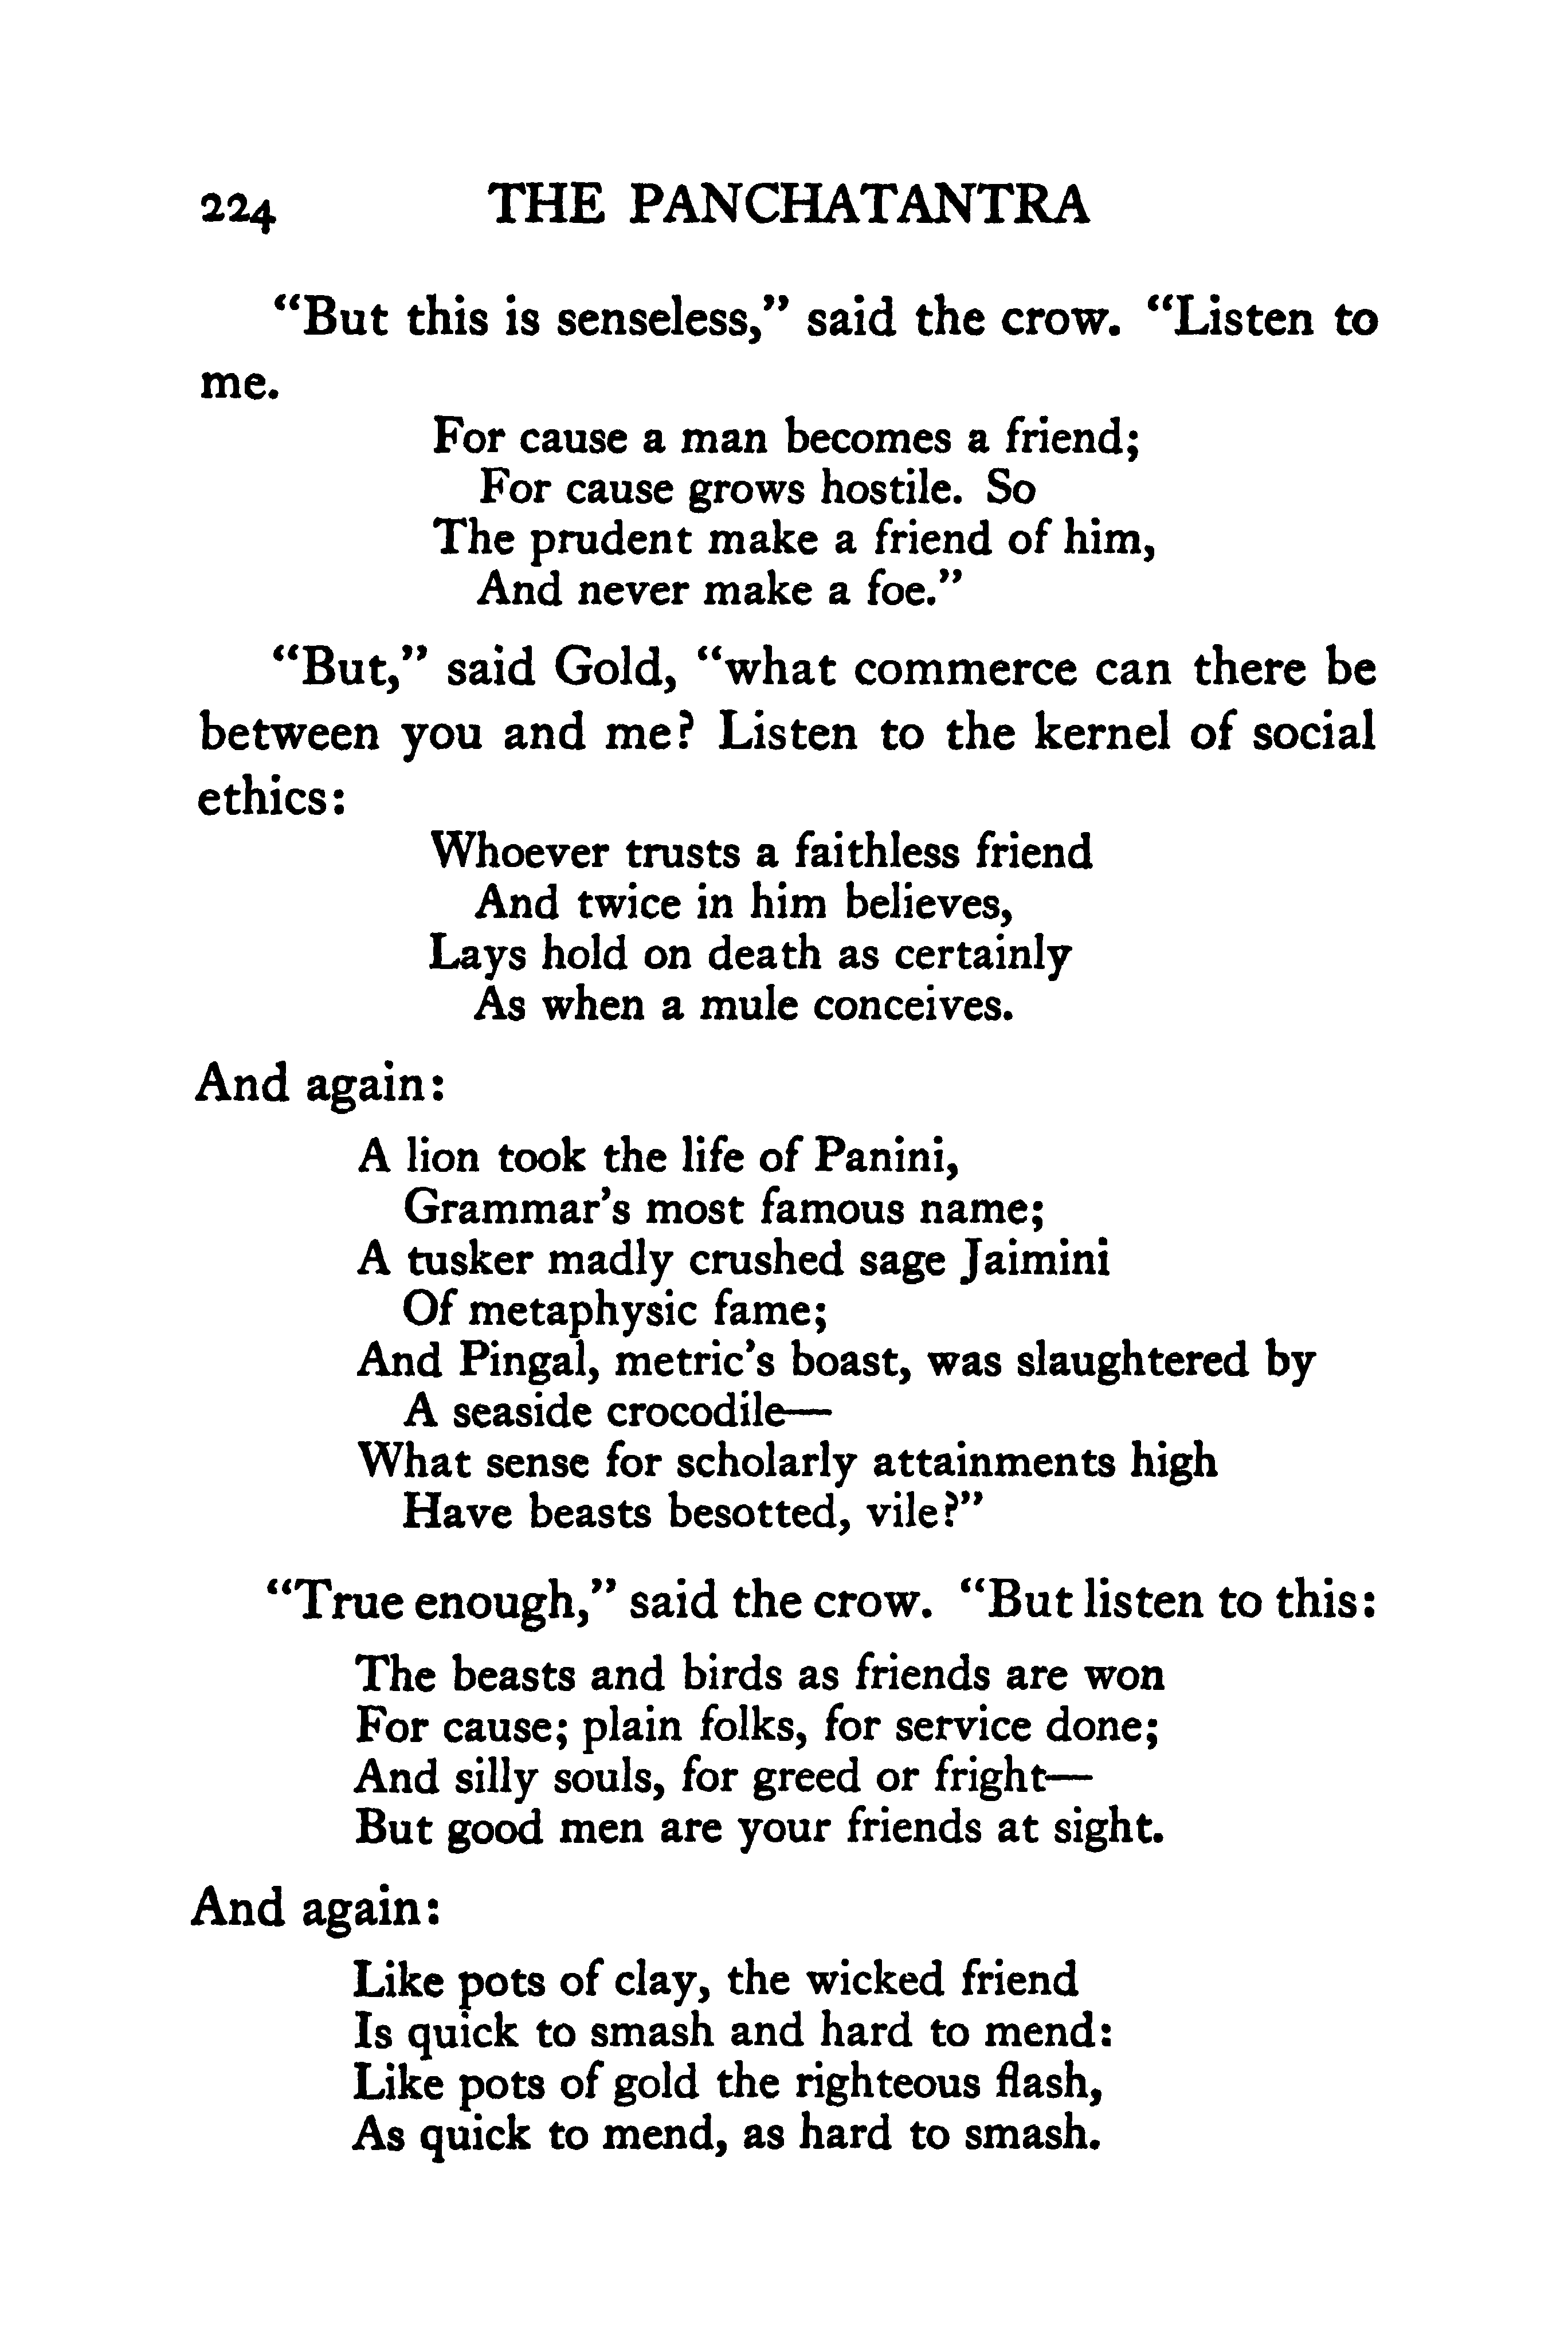 224 THE PANCHATANTRA
“But this is senseless,” said the crow. “Listen to
me.
For cause a man becomes a friend;
For cause grows hostile. So
The prudent make a friend of him,
And never make a foe.”
“But,” said Gold, “what commerce can there be
between you and me? Listen to the kernel of social
ethics:
Whoever trusts a faithless friend
And twice in him believes,
Lays hold on death as certainly
As when a mule conceives.
And again:
A lion took the life of Panini,
Grammar’s most famous name;
A tusker madly crushed sage Jaimini
Of metaphysic fame;
And Pingal, metric’s boast, was slaughtered by
A seaside crocodile—
What sense for scholarly attainments high
Have beasts besotted, vile?”
“True enough,” said the crow. “But listen to this:
The beasts and birds as friends are won
For cause; plain folks, for service done;
And silly souls, for greed or fright—
But good men are your friends at sight.
And again:
Like pots of clay, the wicked friend
Is quick to smash and hard to mend:
Like pots of gold the righteous flash,
As quick to mend, as hard to smash.